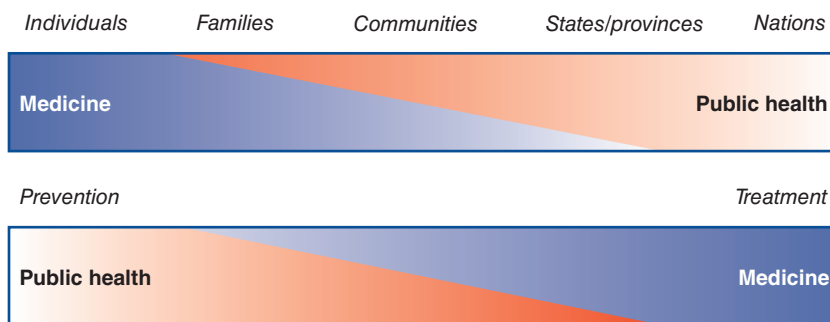 Individuals Families Communities States/provinces Nations
Medicine Public health
Prevention Treatment
Public health Medicine